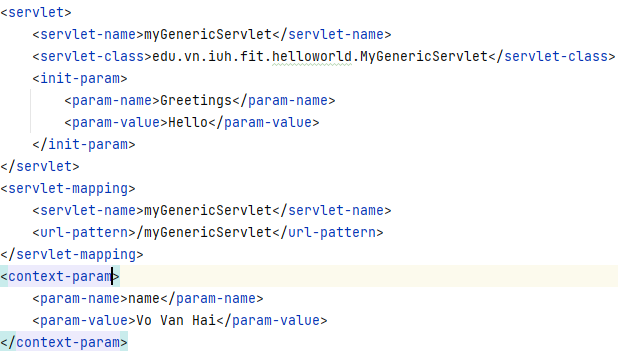 <servlet>
    <servlet-name>myGenericServlet</servlet-name>
    <servlet-class>edu.vn.iuh.fit.helloworld.MyGenericServlet</servlet-class>
    <init-param>
        <param-name>Greetings</param-name>
        <param-value>Hello</param-value>
    </init-param>
</servlet>
<servlet-mapping>
    <servlet-name>myGenericServlet</servlet-name>
    <url-pattern>/myGenericServlet</url-pattern>
</servlet-mapping>
<context-param>
    <param-name>name</param-name>
    <param-value>Vo Van Hai</param-value>
</context-param>